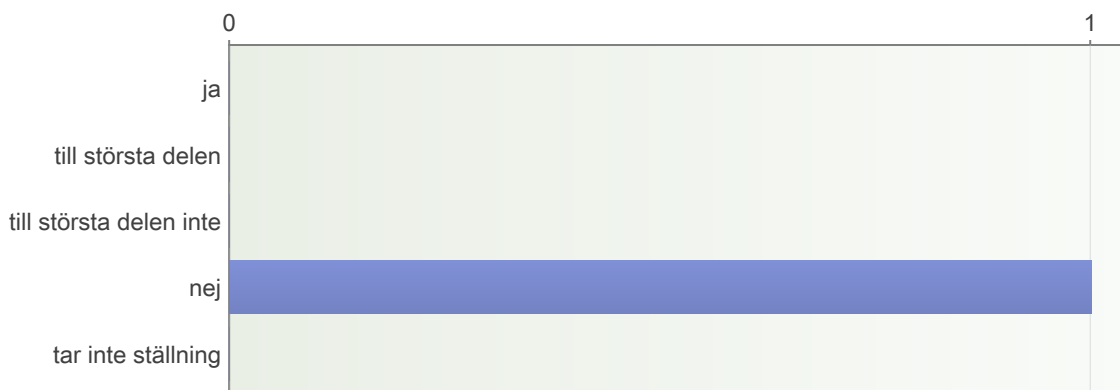 0 1
ja
till största delen
till största delen inte
nej
tar inte ställning